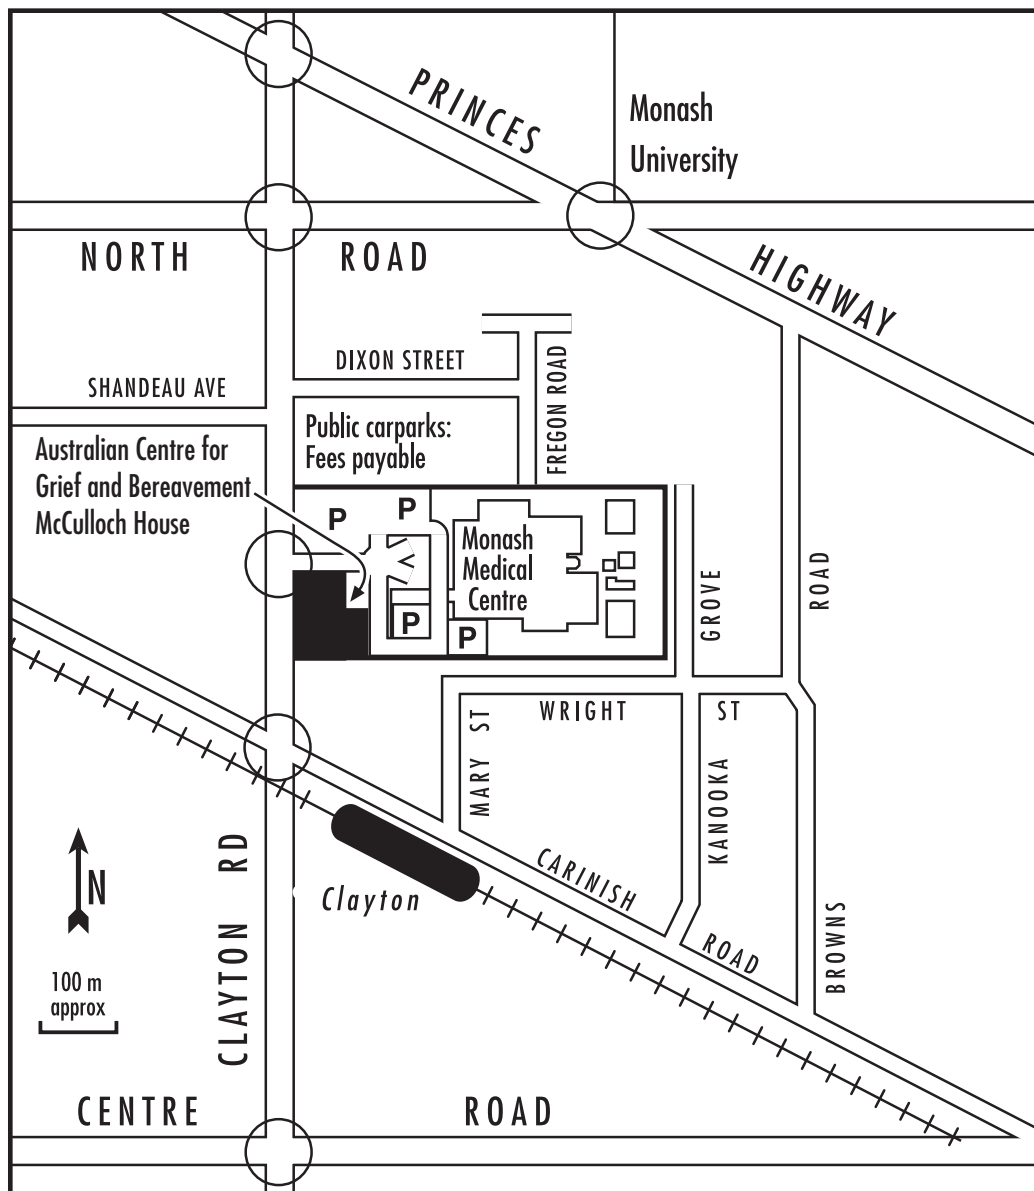 PRINCES
HIGHWAY
Monash
University
NORTH ROAD
DIXON STREET
SHANDEAU AVE
FREGON ROAD
Public carparks:
Fees payable
Australian Centre for
Grief and Bereavement
McCulloch House
P
P
Monash
Medical
Centre
P
P
GROVE
BROWNS ROAD
WRIGHT ST
MARY ST
KANOOKA
CARINISH ROAD
Clayton
CLAYTON RD
N
100 m
approx
CENTRE ROAD